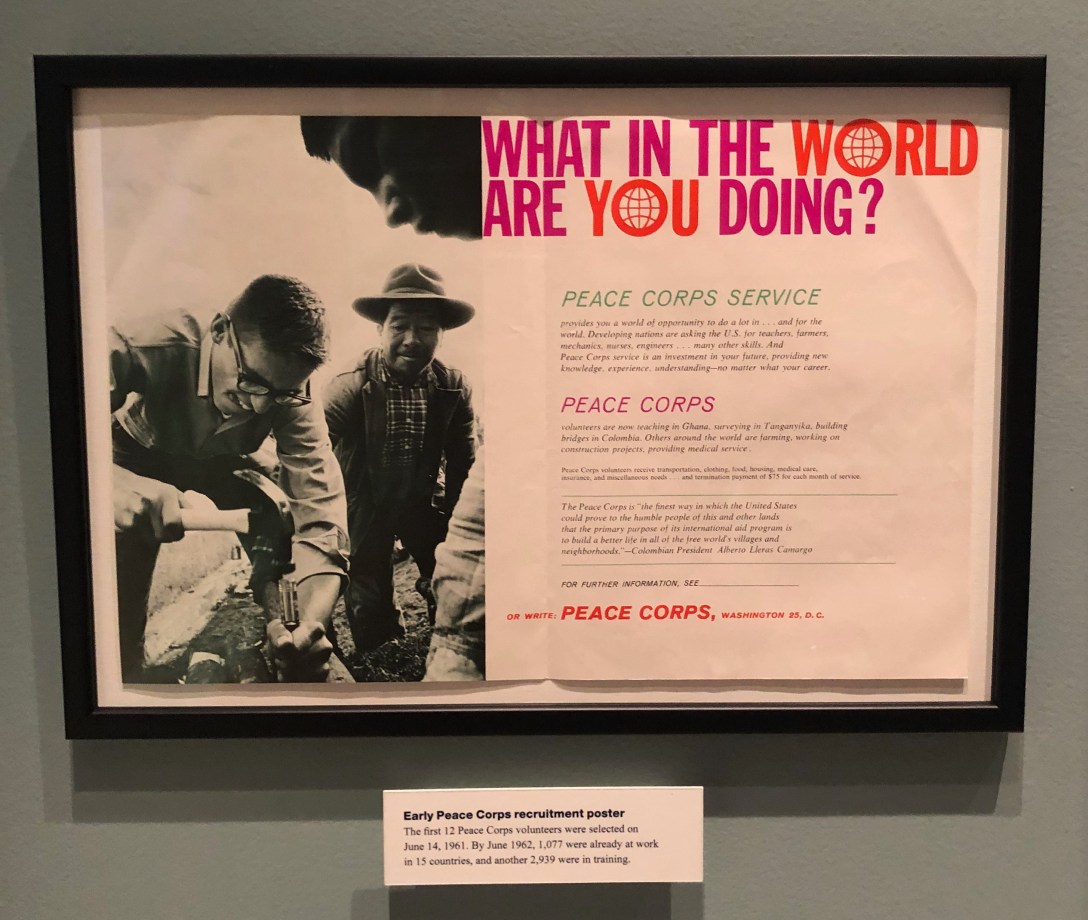 WHAT IN THE WORLD
ARE YOU DOING?
PEACE CORPS SERVICE
provides you a world of opportunity to do a lot in . . . and for the
world. Developing nations are asking the U.S. for teachers, farmers,
mechanics, nurses, engineers . . . many other skills. And
Peace Corps service is an investment in your future, providing new
knowledge, experience, understanding—no matter what your career.
PEACE CORPS
volunteers are now teaching in Ghana, surveying in Tanganyika, building
bridges in Colombia. Others around the world are farming, working on
construction projects, providing medical service.
Peace Corps volunteers receive transportation, clothing, food, housing, medical care,
insurance, and miscellaneous needs . . . and termination payment of $75 for each month of service.
The Peace Corps is "the finest way in which the United States
could prove to the humble people of this and other lands
that the primary purpose of its international aid program is
to build a better life in all of the free world's villages and
neighborhoods."—Colombian President Alberto Lleras Camargo
FOR FURTHER INFORMATION, SEE
OR WRITE: PEACE CORPS, WASHINGTON 25, D.C.
Early Peace Corps recruitment poster
The first 12 Peace Corps volunteers were selected on
June 14, 1961. By June 1962, 1,077 were already at work
in 15 countries, and another 2,939 were in training.